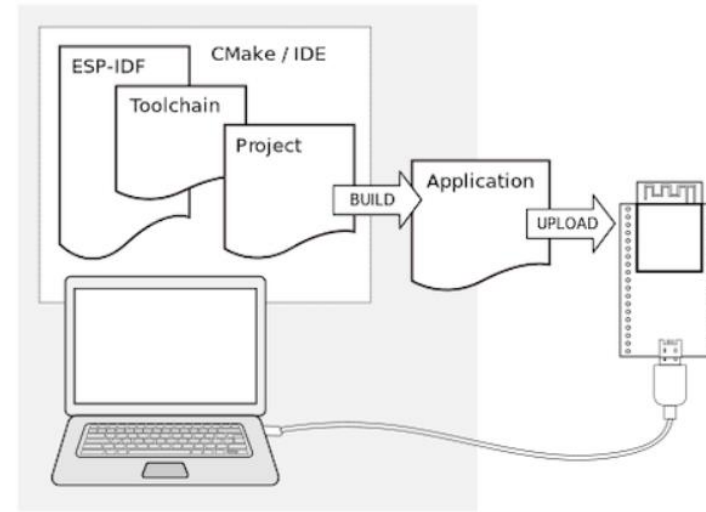 ESP-IDF
CMake / IDE
Toolchain
Project
BUILD
Application
UPLOAD